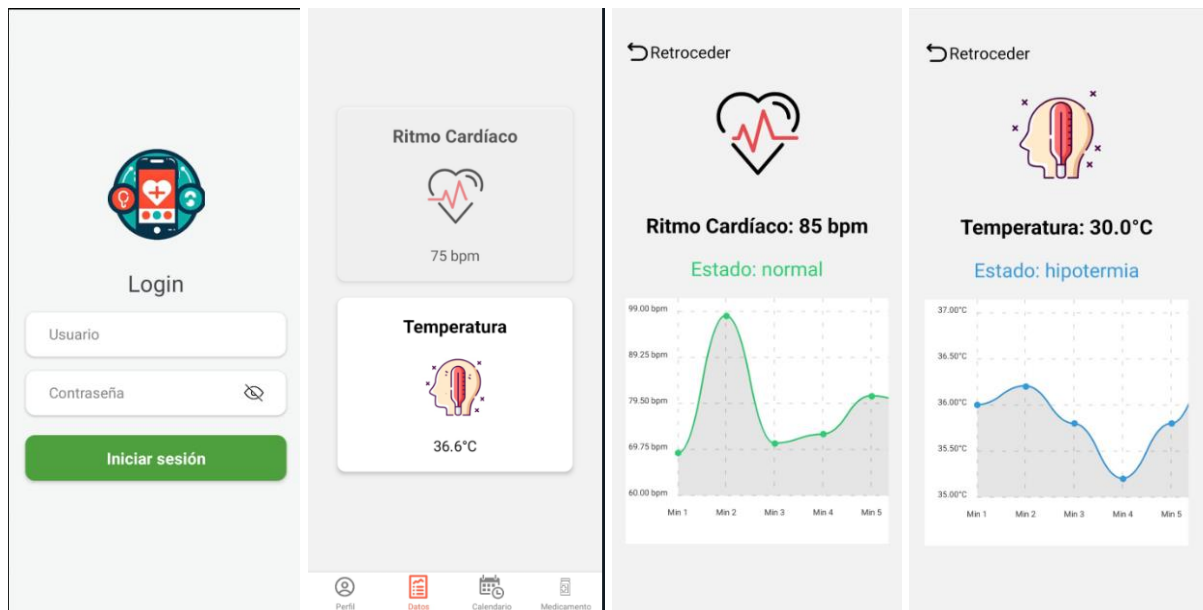 Login
Usuario
Contraseña
Iniciar sesión
Ritmo Cardíaco
75 bpm
Temperatura
36.6°C
Perfil
Datos
Calendario
Medicamento
Retroceder
Ritmo Cardíaco: 85 bpm
Estado: normal
99.00 bpm
89.25 bpm
79.50 bpm
69.75 bpm
60.00 bpm
Min 1 Min 2 Min 3 Min 4 Min 5
Retroceder
Temperatura: 30.0°C
Estado: hipotermia
37.00°C
36.50°C
36.00°C
35.50°C
35.00°C
Min 1 Min 2 Min 3 Min 4 Min 5